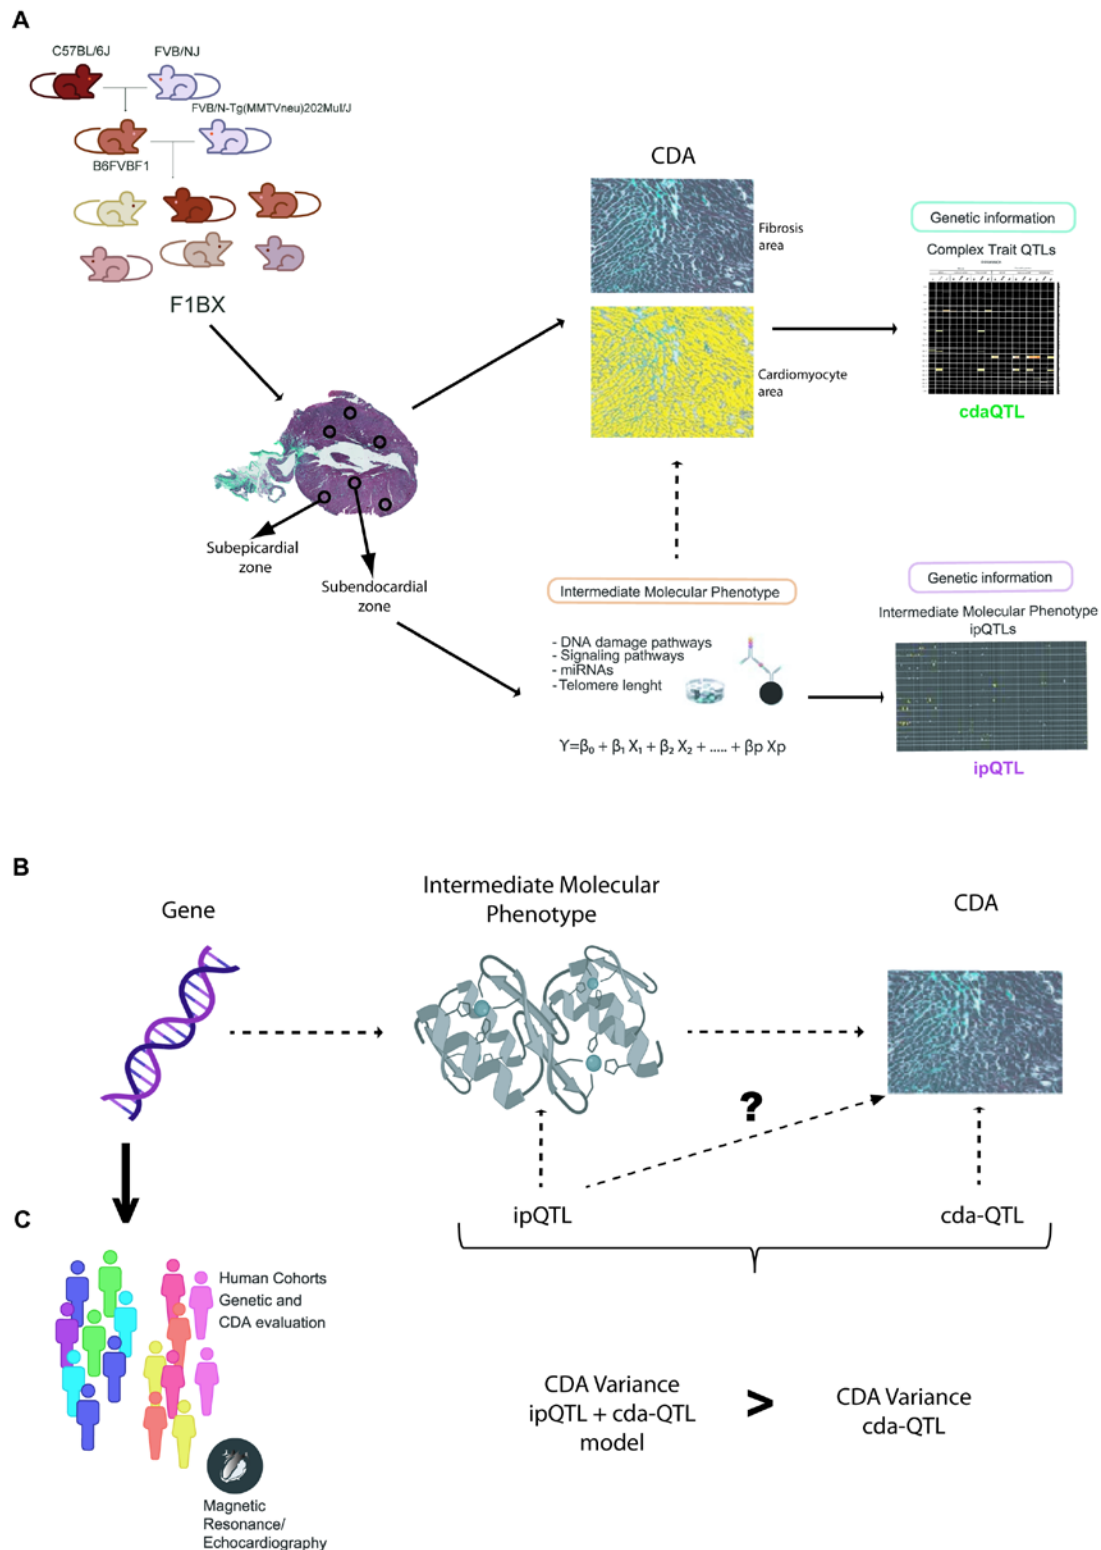 A
C57BL/6J
FVB/NJ
FVB/N-Tg(MMTVneu)202Mul/J
B6FVBF1
F1BX
Subepicardial
zone
Subendocardial
zone
CDA
Fibrosis
area
Cardiomyocyte
area
Genetic information
Complex Trait QTLs
cdaQTL
Intermediate Molecular Phenotype
- DNA damage pathways
- Signaling pathways
- miRNAs
-Telomere lenght
Y=β₀ + β₁ X₁ + β₂ X₂ + ..... + βp Xp
Genetic information
Intermediate Molecular Phenotype
ipQTLs
ipQTL
B
Gene
Intermediate Molecular
Phenotype
CDA
?
ipQTL
cda-QTL
C
Human Cohorts
Genetic and
CDA evaluation
Magnetic
Resonance/
Echocardiography
CDA Variance
ipQTL + cda-QTL
model
>
CDA Variance
cda-QTL